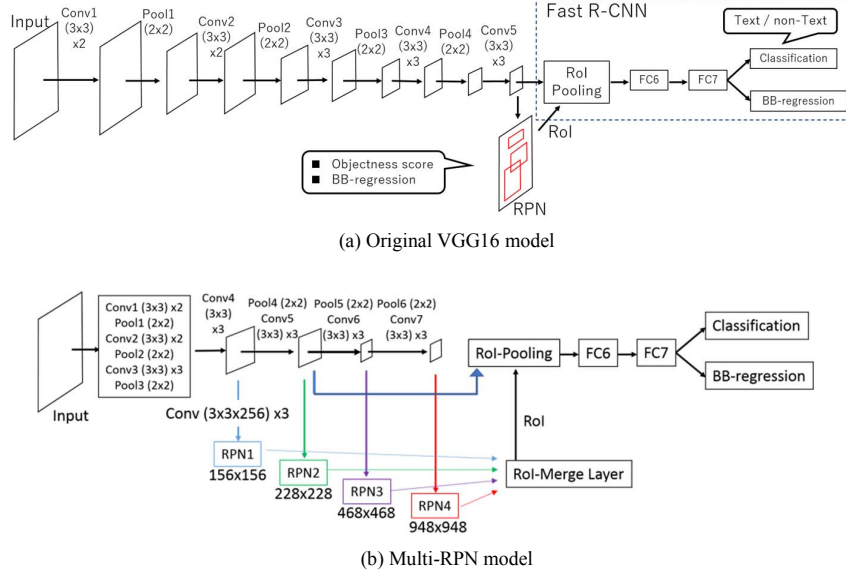 Input
Conv1
(3x3)
x2
Pool1
(2x2)
Conv2
(3x3)
x2
Pool2
(2x2)
Conv3
(3x3)
x3
Pool3
(2x2)
Conv4
(3x3)
x3
Pool4
(2x2)
Conv5
(3x3)
x3
Fast R-CNN
Text / non-Text
RoI
Pooling
FC6
FC7
Classification
BB-regression
RoI
■ Objectness score
■ BB-regression
RPN
(a) Original VGG16 model
Input
Conv1 (3x3) x2
Pool1 (2x2)
Conv2 (3x3) x2
Pool2 (2x2)
Conv3 (3x3) x3
Pool3 (2x2)
Conv4
(3x3)
x3
Pool4 (2x2)
Conv5
(3x3) x3
Pool5 (2x2)
Conv6
(3x3) x3
Pool6 (2x2)
Conv7
(3x3) x3
RoI-Pooling
FC6
FC7
Classification
BB-regression
Conv (3x3x256) x3
RPN1
156x156
RPN2
228x228
RPN3
468x468
RPN4
948x948
RoI
RoI-Merge Layer
(b) Multi-RPN model